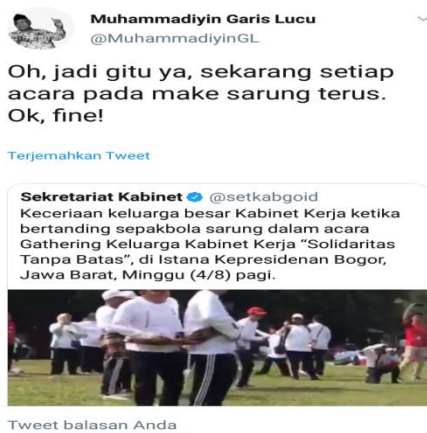 Muhammadiyin Garis Lucu
@MuhammadiyinGL
Oh, jadi gitu ya, sekarang setiap
acara pada make sarung terus.
Ok, fine!
Terjemahkan Tweet
Sekretariat Kabinet @setkabgoid
Keceriaan keluarga besar Kabinet Kerja ketika
bertanding sepakbola sarung dalam acara
Gathering Keluarga Kabinet Kerja “Solidaritas
Tanpa Batas”, di Istana Kepresidenan Bogor,
Jawa Barat, Minggu (4/8) pagi.
Tweet balasan Anda